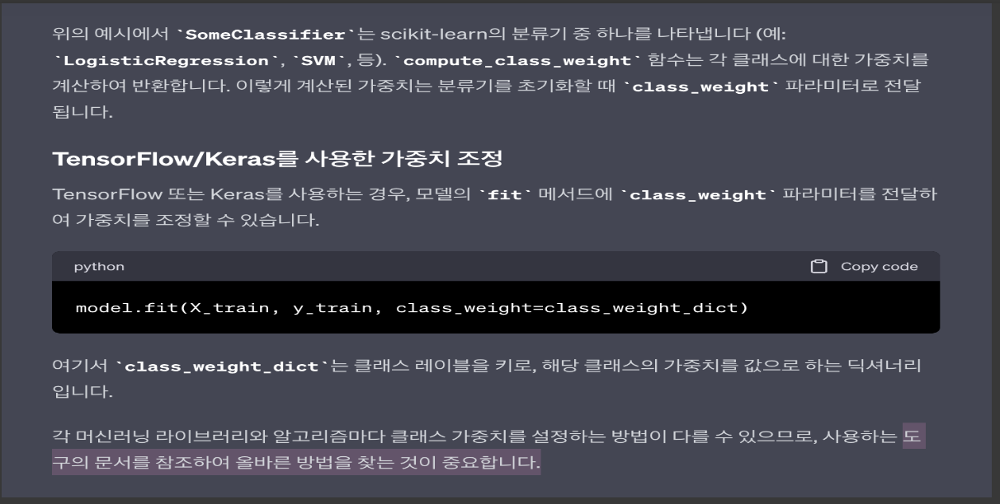 위의 예시에서 `SomeClassifier`는 scikit-learn의 분류기 중 하나를 나타냅니다 (예:
`LogisticRegression`, `SVM`, 등). `compute_class_weight` 함수는 각 클래스에 대한 가중치를
계산하여 반환합니다. 이렇게 계산된 가중치는 분류기를 초기화할 때 `class_weight` 파라미터로 전달
됩니다.
TensorFlow/Keras를 사용한 가중치 조정
TensorFlow 또는 Keras를 사용하는 경우, 모델의 `fit` 메서드에 `class_weight` 파라미터를 전달하
여 가중치를 조정할 수 있습니다.
python
Copy code
model.fit(X_train, y_train, class_weight=class_weight_dict)
여기서 `class_weight_dict`는 클래스 레이블을 키로, 해당 클래스의 가중치를 값으로 하는 딕셔너리
입니다.
각 머신러닝 라이브러리와 알고리즘마다 클래스 가중치를 설정하는 방법이 다를 수 있으므로, 사용하는 도
구의 문서를 참조하여 올바른 방법을 찾는 것이 중요합니다.